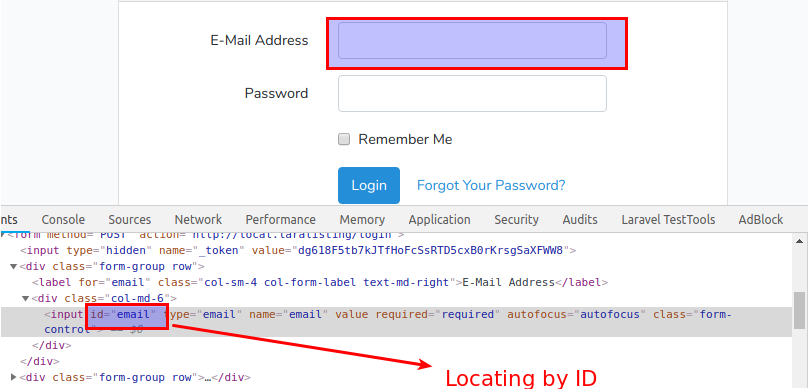 E-Mail Address
Password
Remember Me
Login Forgot Your Password?
nts Console Sources Network Performance Memory Application Security Audits Laravel TestTools AdBlock
<form method="POST" action="http://local.laralisting/login">
<input type="hidden" name="_token" value="dg618F5tb7kJTfHoFcSsRTD5cxB0rKrsgSaXFWW8">
▼<div class="form-group row">
<label for="email" class="col-sm-4 col-form-label text-md-right">E-Mail Address</label>
▼<div class="col-md-6">
<input id="email" type="email" name="email" value required="required" autofocus="autofocus" class="form-
control"> == $0
</div>
</div>
▶<div class="form-group row">…</div>
Locating by ID